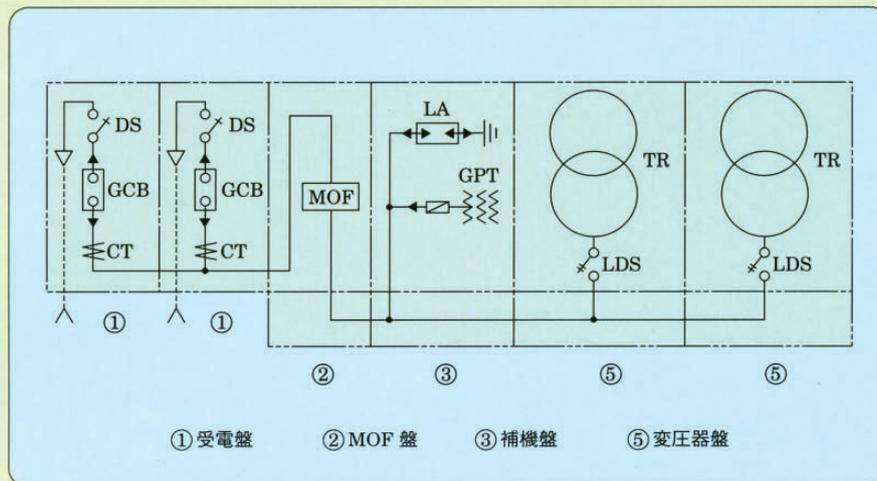 DS
DS
LA
GCB
GCB
GPT
TR
TR
MOF
CT
CT
LDS
LDS
①
①
②
③
⑤
⑤
①受電盤 ②MOF 盤 ③補機盤 ⑤変圧器盤